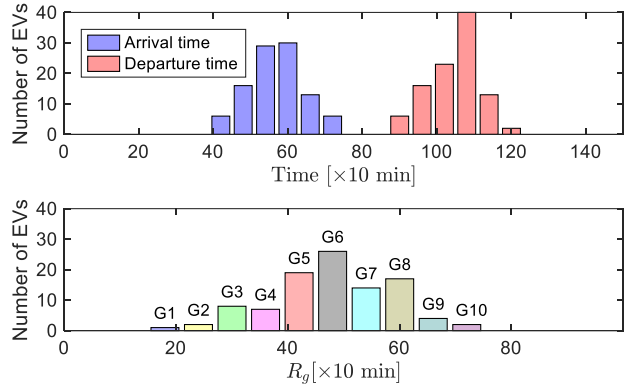 40
30
20
10
0
Number of EVs
Arrival time
Departure time
0 20 40 60 80 100 120 140
Time [×10 min]
40
30
20
10
0
Number of EVs
G1 G2 G3 G4 G5 G6 G7 G8 G9 G10
0 20 40 60 80
R_g[×10 min]